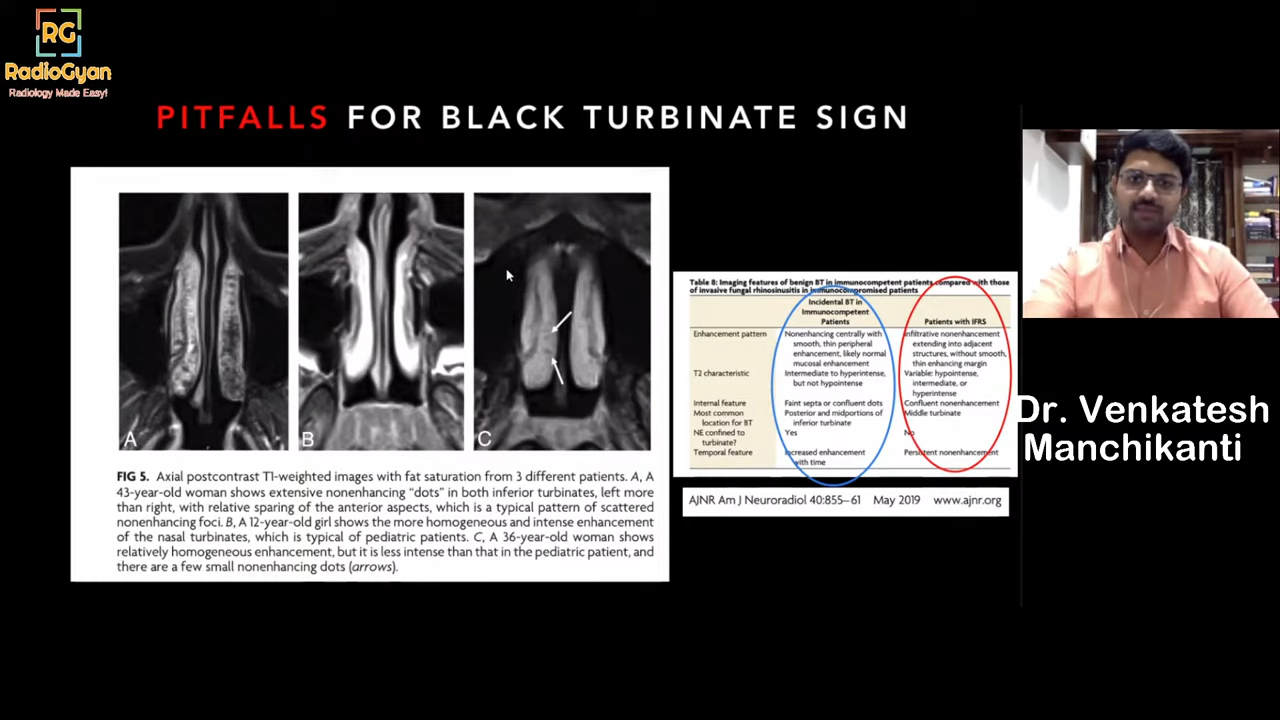 RG
RadioGyan
Radiology Made Easy!
PITFALLS FOR BLACK TURBINATE SIGN
A
B
C
FIG 5. Axial postcontrast T1-weighted images with fat saturation from 3 different patients. A, A
43-year-old woman shows extensive nonenhancing “dots” in both inferior turbinates, left more
than right, with relative sparing of the anterior aspects, which is a typical pattern of scattered
nonenhancing foci. B, A 12-year-old girl shows the more homogeneous and intense enhancement
of the nasal turbinates, which is typical of pediatric patients. C, A 36-year-old woman shows
relatively homogeneous enhancement, but it is less intense than that in the pediatric patient, and
there are a few small nonenhancing dots (arrows).
Table 8: Imaging features of benign BT in immunocompetent patients compared with those
of invasive fungal rhinosinusitis in immunocompromised patients
Incidental BT in
Immunocompetent
Patients
Patients with IFRS
Enhancement pattern
Nonenhancing centrally with
smooth, thin peripheral
enhancement, likely normal
mucosal enhancement
Infiltrative nonenhancement
extending into adjacent
structures, without smooth,
thin enhancing margin
T2 characteristic
Intermediate to hyperintense,
but not hypointense
Variable: hypointense,
intermediate, or
hyperintense
Internal feature
Faint septa or confluent dots
Confluent nonenhancement
Most common
location for BT
Posterior and midportions of
inferior turbinate
Middle turbinate
NE confined to
turbinate?
Yes
No
Temporal feature
Increased enhancement
with time
Persistent nonenhancement
AJNR Am J Neuroradiol 40:855–61 May 2019 www.ajnr.org
Dr. Venkatesh
Manchikanti